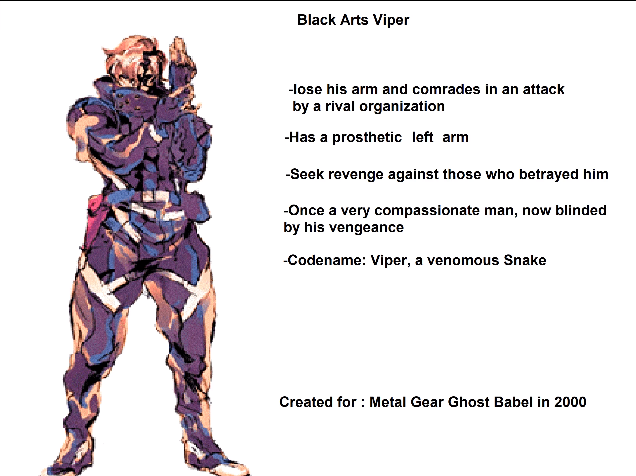 Black Arts Viper
-lose his arm and comrades in an attack
by a rival organization
-Has a prosthetic left arm
-Seek revenge against those who betrayed him
-Once a very compassionate man, now blinded
by his vengeance
-Codename: Viper, a venomous Snake
Created for : Metal Gear Ghost Babel in 2000